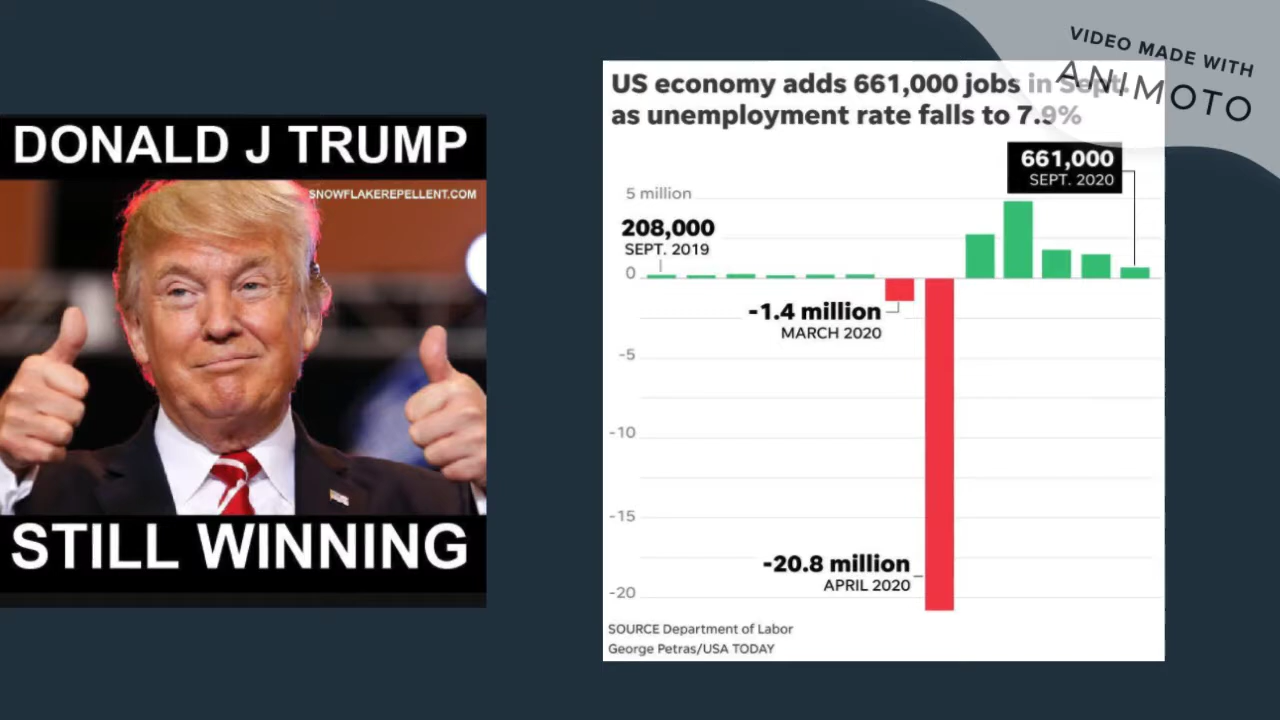 DONALD J TRUMP
SNOWFLAKEREPELLENT.COM
STILL WINNING
VIDEO MADE WITH
ANIMOTO
US economy adds 661,000 jobs in Sept.
as unemployment rate falls to 7.9%
661,000
SEPT. 2020
5 million
208,000
SEPT. 2019
0
-1.4 million
MARCH 2020
-5
-10
-15
-20.8 million
APRIL 2020
-20
SOURCE Department of Labor
George Petras/USA TODAY